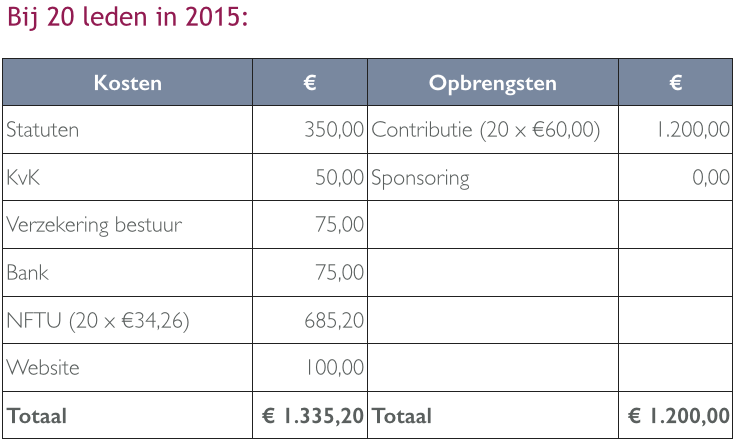 Bij 20 leden in 2015:
Kosten € Opbrengsten €
Statuten 350,00 Contributie (20 x €60,00) 1.200,00
KvK 50,00 Sponsoring 0,00
Verzekering bestuur 75,00
Bank 75,00
NFTU (20 x €34,26) 685,20
Website 100,00
Totaal € 1.335,20 Totaal € 1.200,00